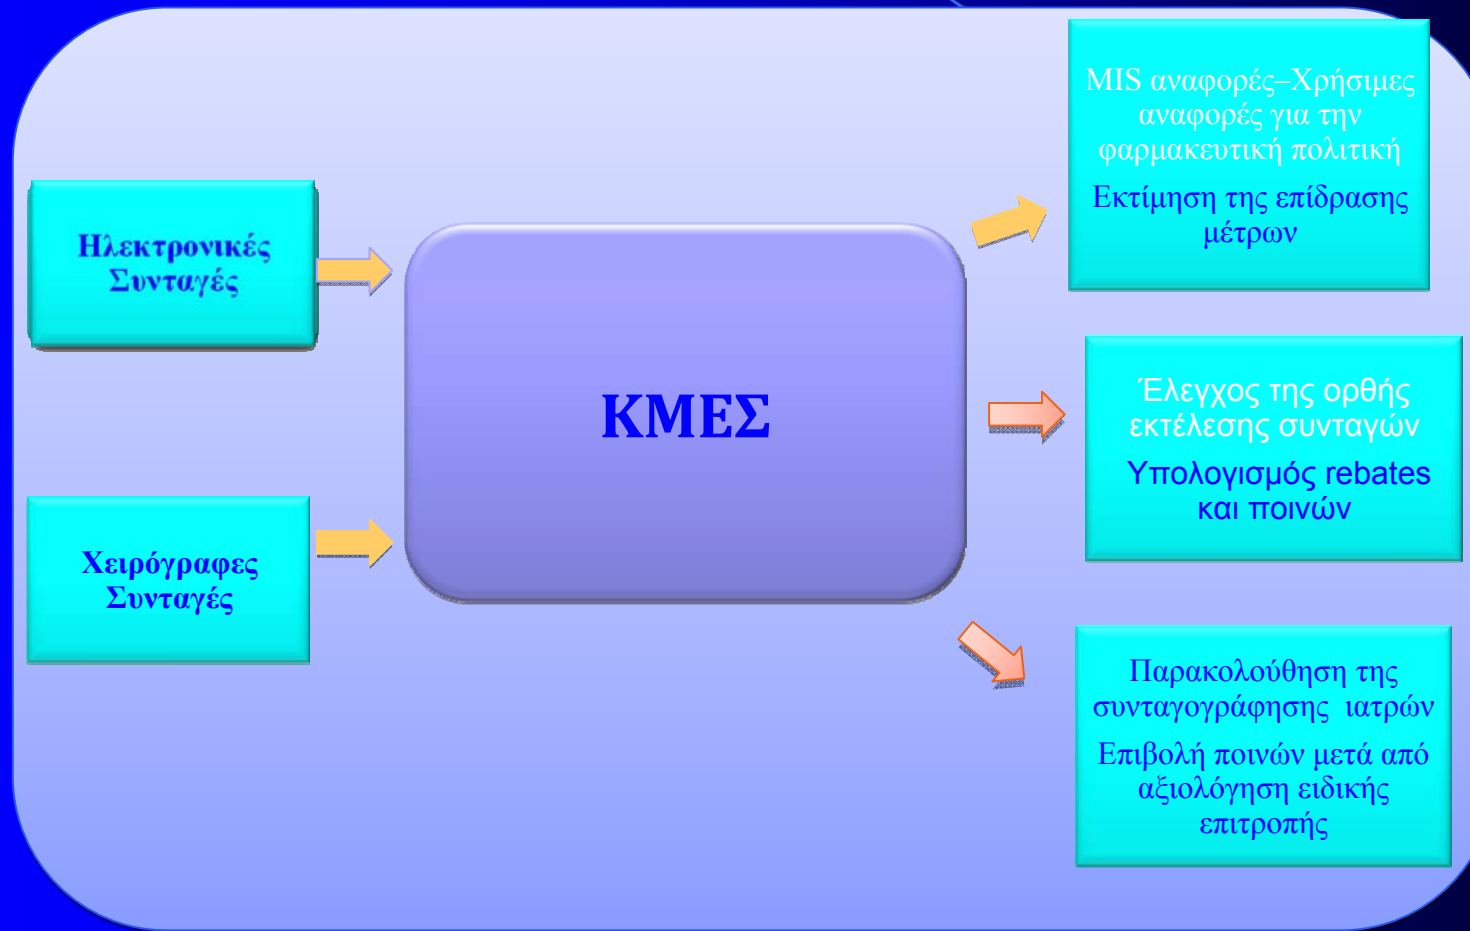 Ηλεκτρονικές
Συνταγές
Χειρόγραφες
Συνταγές
ΚΜΕΣ
MIS αναφορές–Χρήσιμες
αναφορές για την
φαρμακευτική πολιτική
Εκτίμηση της επίδρασης
μέτρων
Έλεγχος της ορθής
εκτέλεσης συνταγών
Υπολογισμός rebates
και ποινών
Παρακολούθηση της
συνταγογράφησης ιατρών
Επιβολή ποινών μετά από
αξιολόγηση ειδικής
επιτροπής